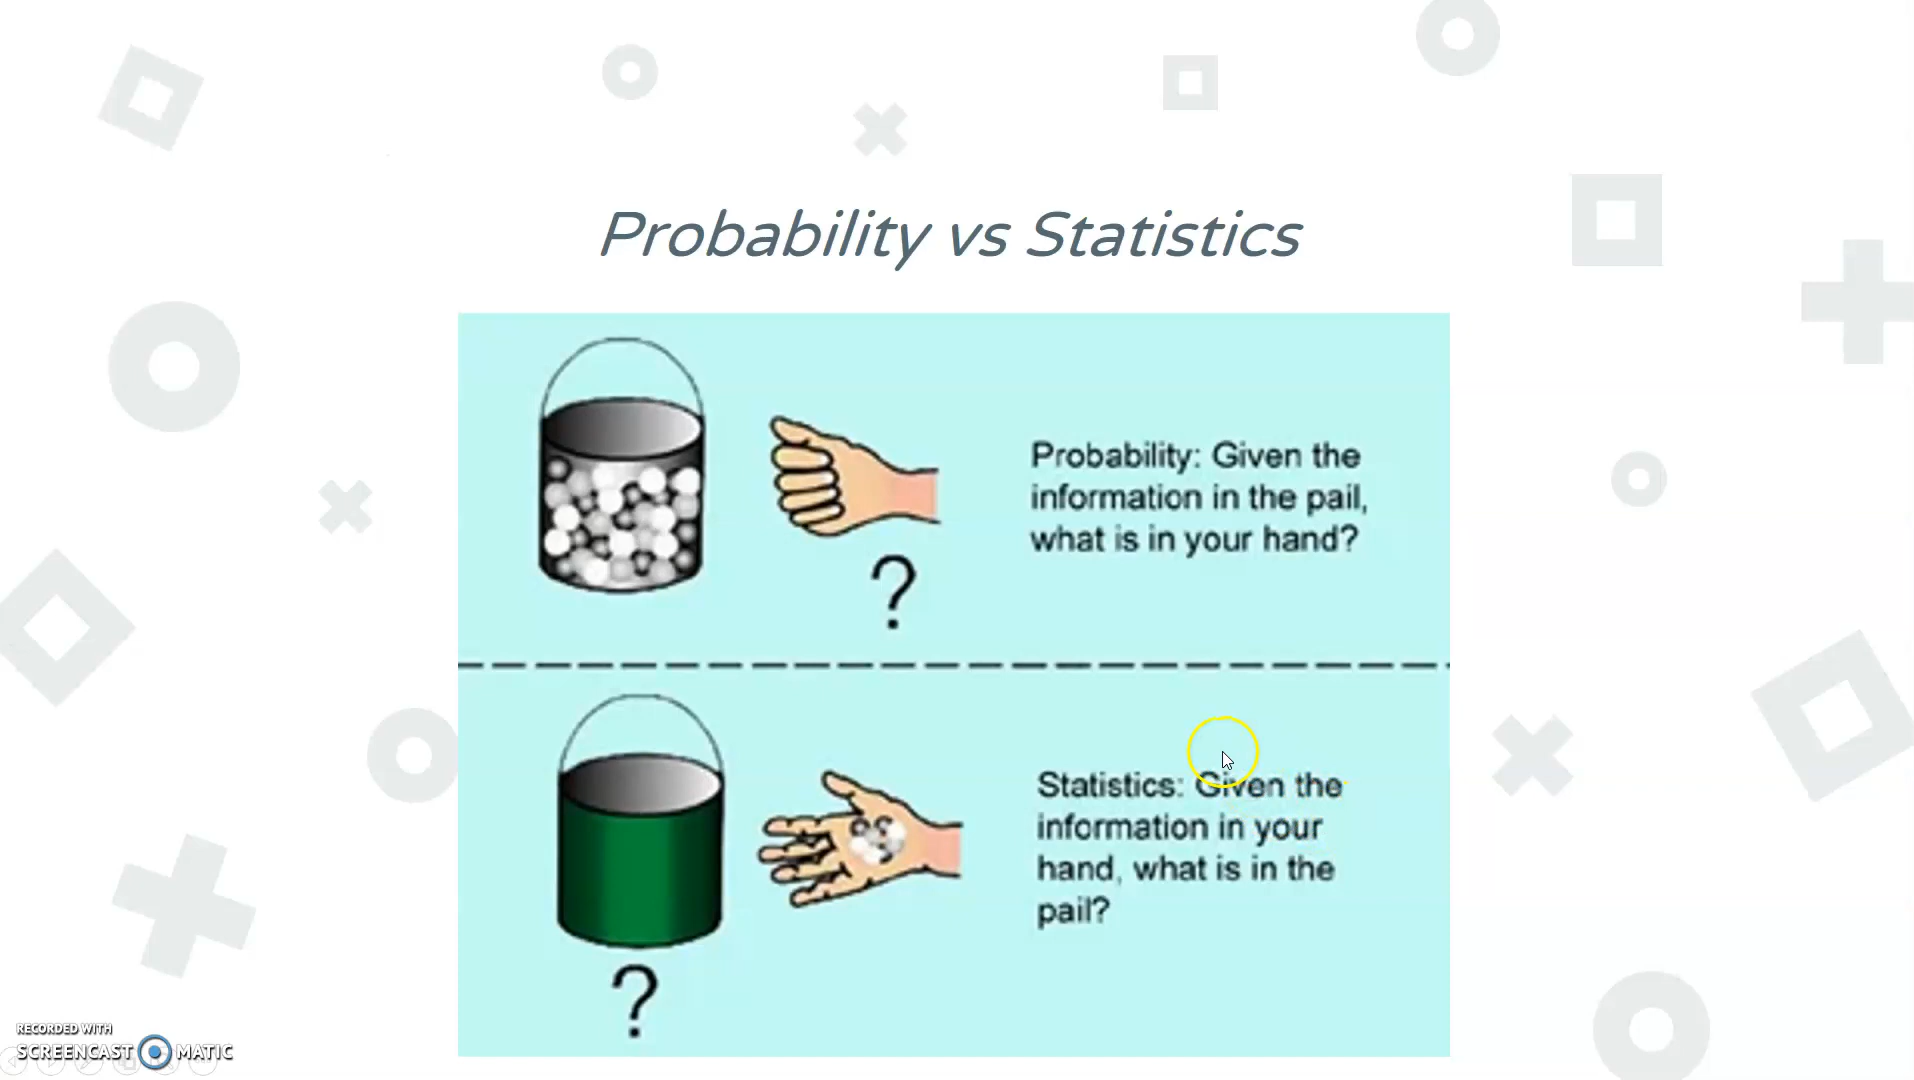 Probability vs Statistics
Probability: Given the
information in the pail,
what is in your hand?
?
Statistics: Given the
information in your
hand, what is in the
pail?
?
RECORDED WITH
SCREENCAST MATIC